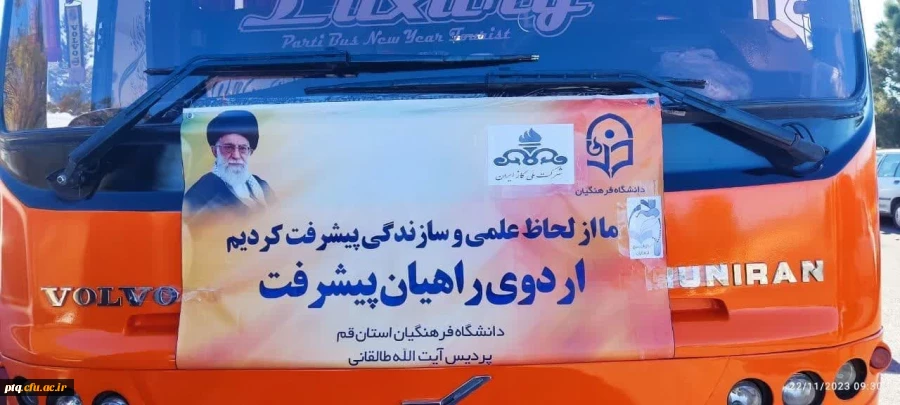 Luxury
Parti Bus New Year Tourist
VOLVO
شرکت ملی گاز ایران
دانشگاه فرهنگیان
ما از لحاظ علمی و سازندگی پیشرفت کردیم
اردوی راهیان پیشرفت
دانشگاه فرهنگیان استان قم
پردیس آیت الله طالقانی
VOLVO
UNIRAN
ptq.cfu.ac.ir
22/11/2023 09:30